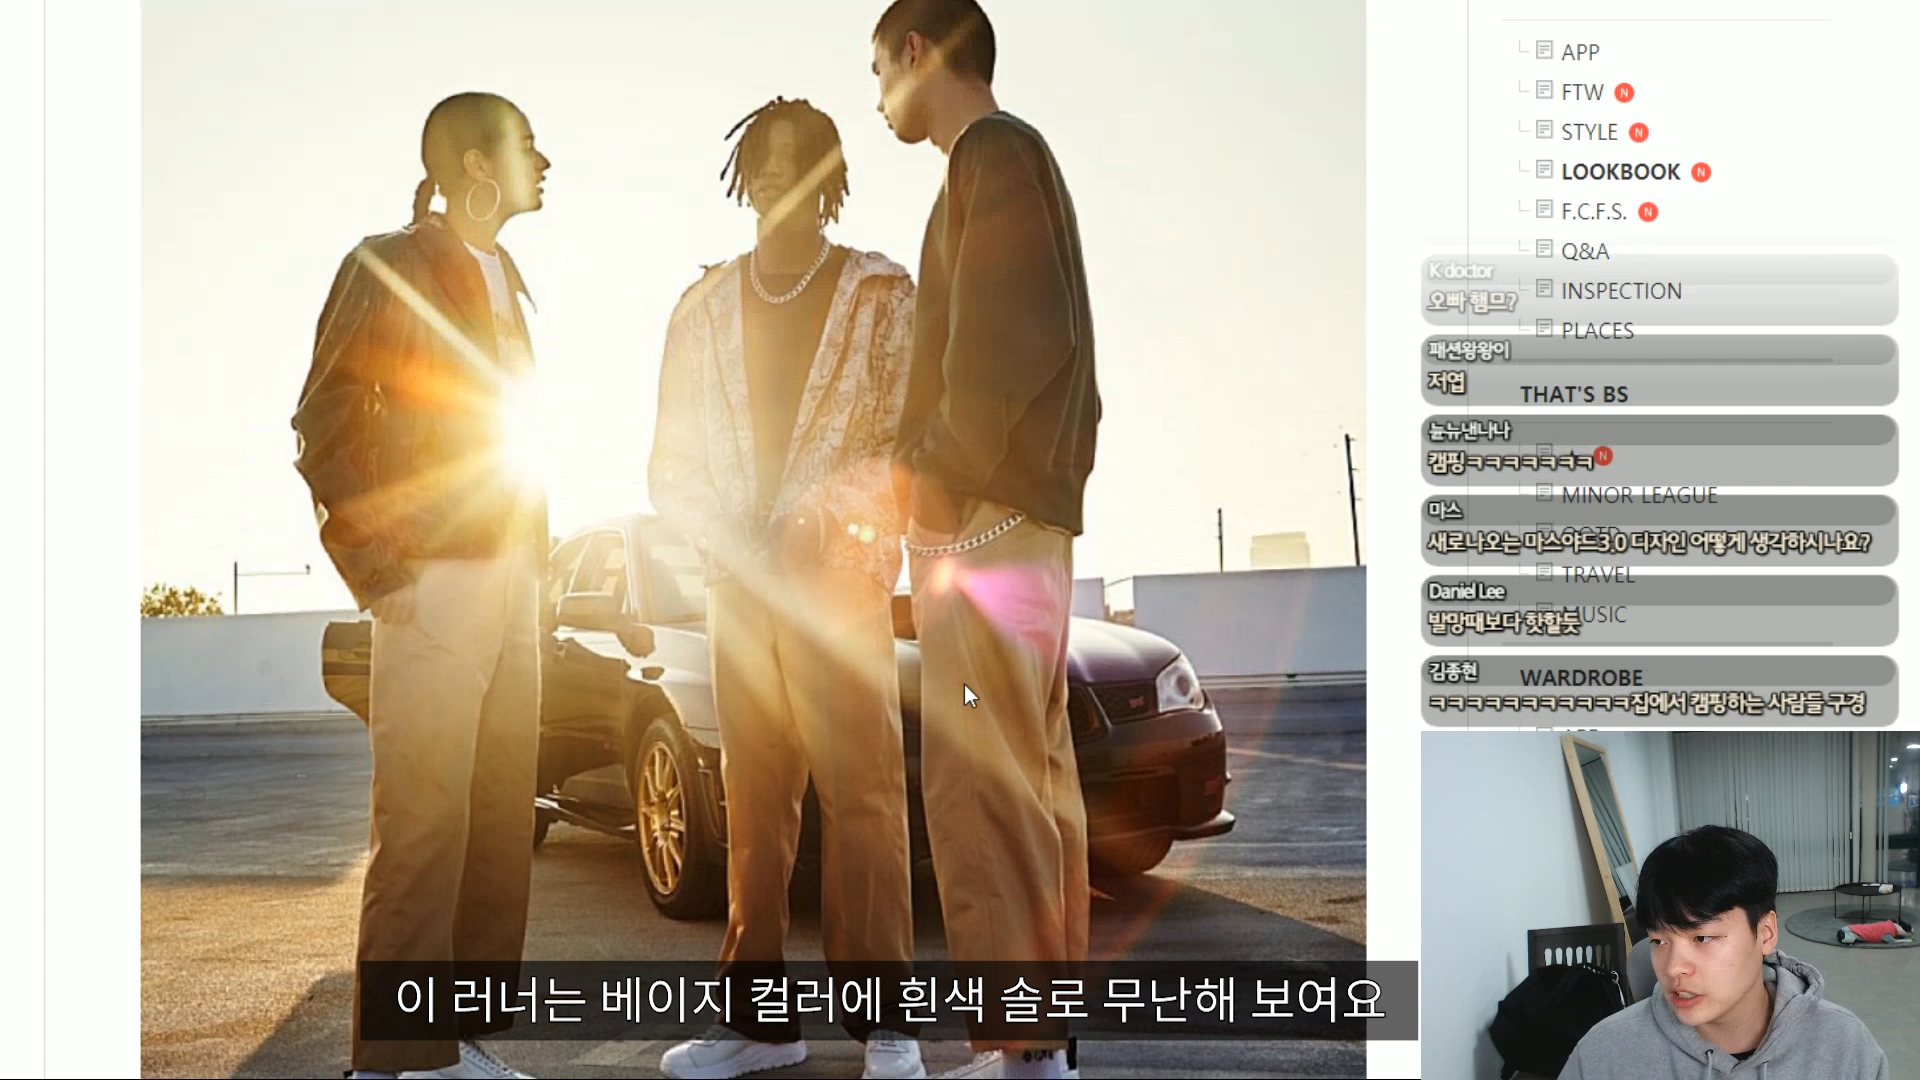 APP
FTW N
STYLE N
LOOKBOOK N
F.C.F.S. N
Q&A
INSPECTION
PLACES
THAT'S BS
N
MINOR LEAGUE
OOTD
TRAVEL
MUSIC
WARDROBE
K doctor
오빠 햄므?
패션왕왕이
저엽
늗뉴낸나나
캠핑ㅋㅋㅋㅋㅋㅋㅋ
마스
새로나오는 마스야드3.0 디자인 어떻게 생각하시나요?
Daniel Lee
발망때보다 핫할듯
김종현
ㅋㅋㅋㅋㅋㅋㅋㅋㅋㅋㅋ집에서 캠핑하는 사람들 구경
이 러너는 베이지 컬러에 흰색 솔로 무난해 보여요